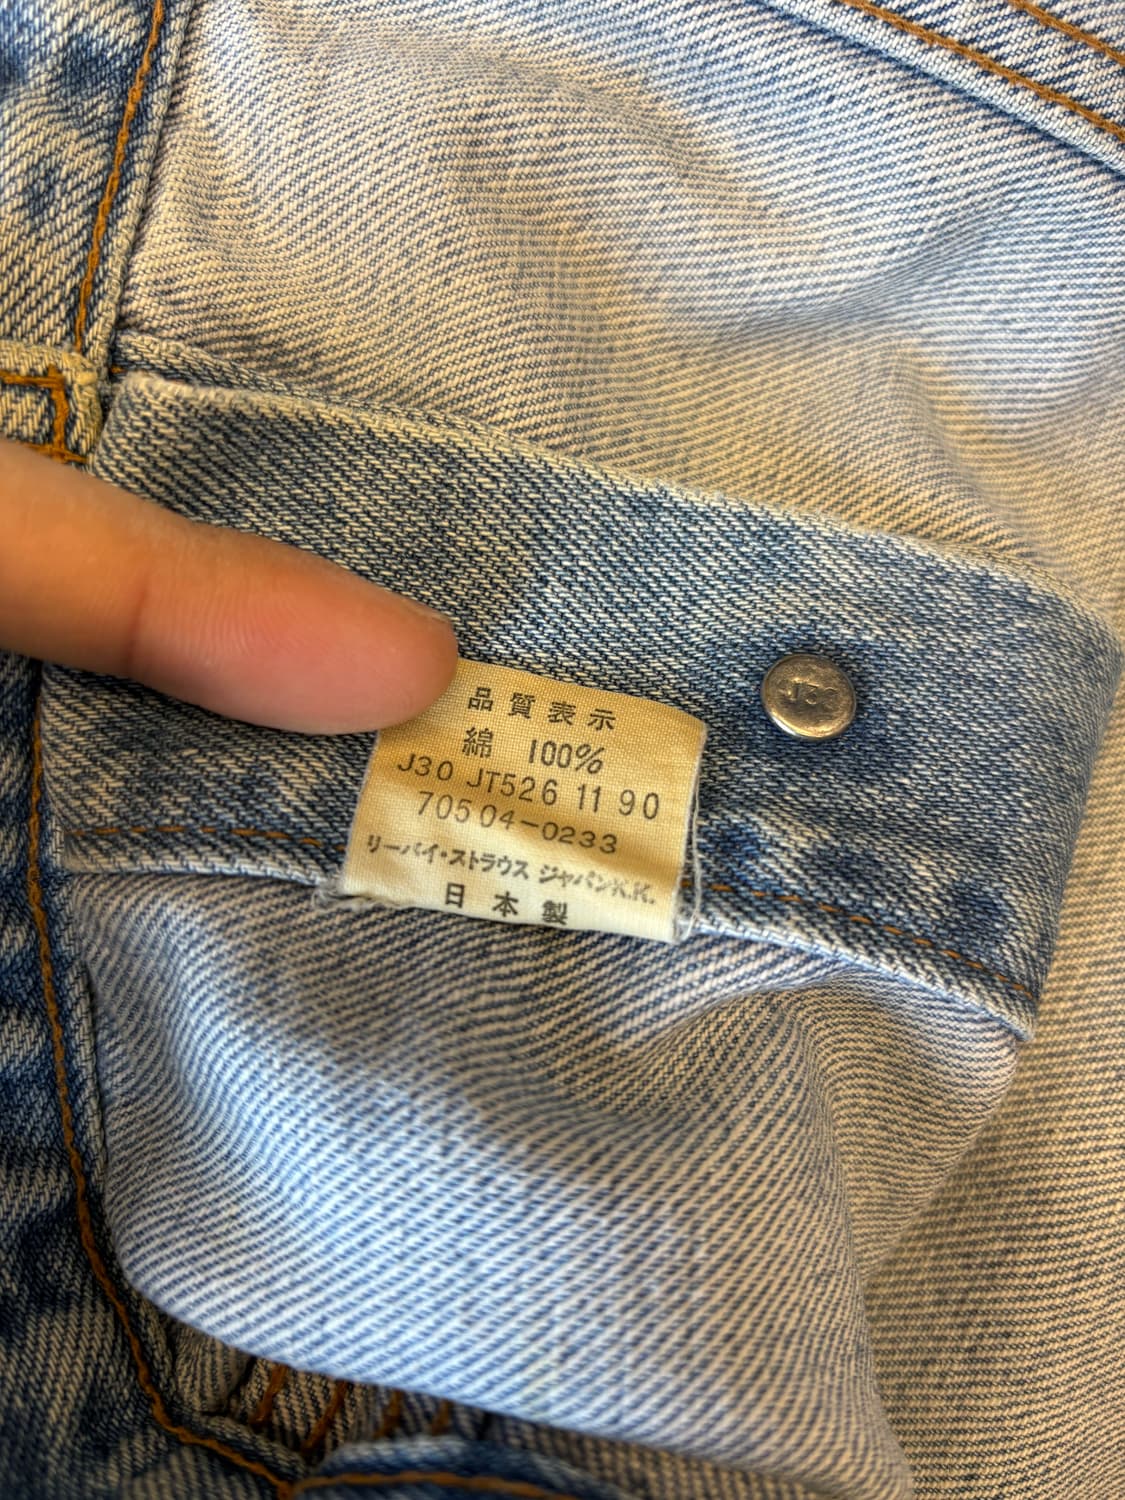 品質表示
綿 100%
J30 JT526 11 90
70504-0233
リーバイ・ストラウス ジャパンK.K.
日本製